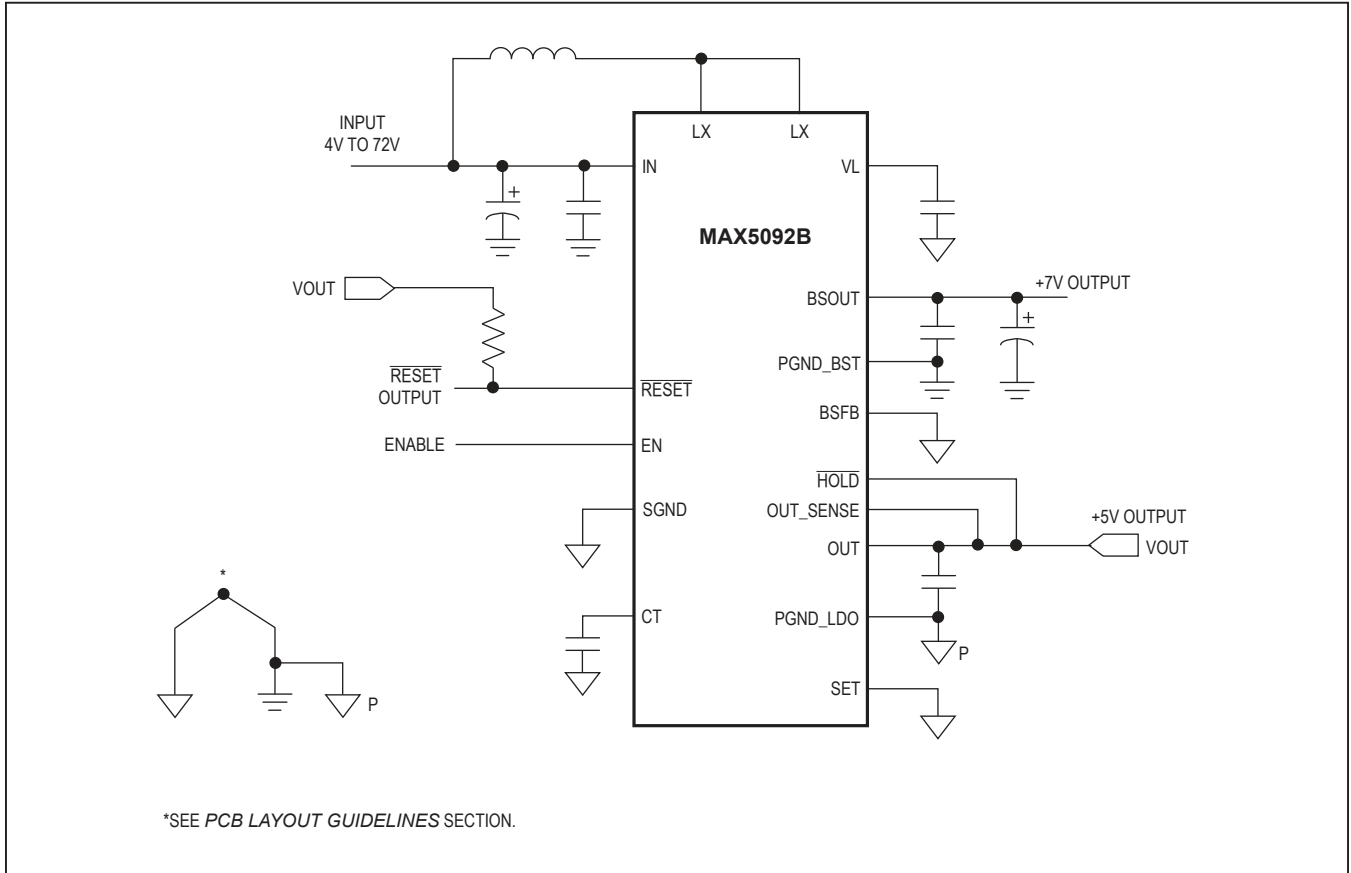 LX LX
INPUT
4V TO 72V
IN
VL
MAX5092B
+
VOUT
BSOUT
+7V OUTPUT
+
PGND_BST
RESET
OUTPUT
RESET
BSFB
ENABLE
EN
HOLD
SGND
OUT_SENSE
+5V OUTPUT
OUT
VOUT
*
CT
PGND_LDO
P
SET
P
*SEE PCB LAYOUT GUIDELINES SECTION.